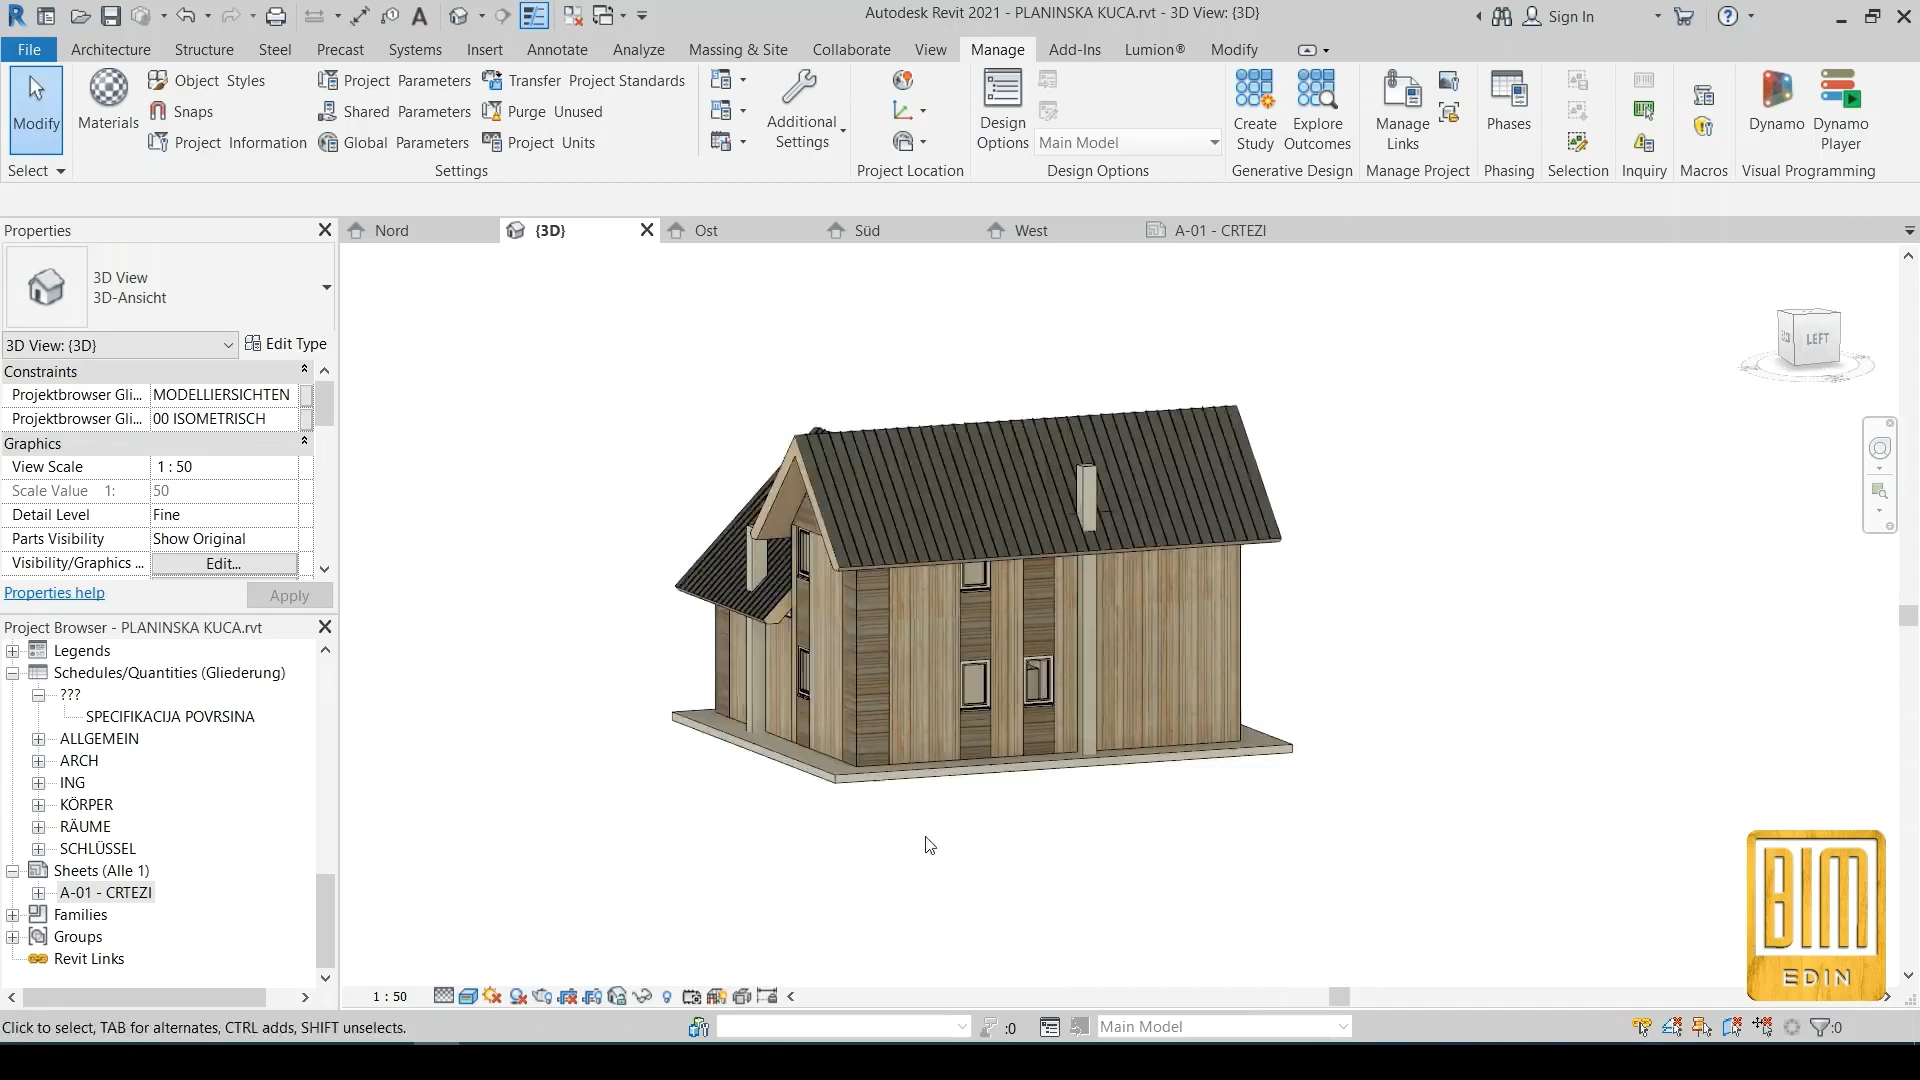 Autodesk Revit 2021 - PLANINSKA KUCA.rvt - 3D View: {3D}
Sign In
File Architecture Structure Steel Precast Systems Insert Annotate Analyze Massing & Site Collaborate View Manage Add-Ins Lumion® Modify
Modify
Materials
Object Styles
Snaps
Project Information
Project Parameters
Shared Parameters
Global Parameters
Transfer Project Standards
Purge Unused
Project Units
Additional Settings
Design Options
Main Model
Create Study
Explore Outcomes
Manage Links
Phases
Dynamo
Dynamo Player
Select
Settings
Project Location
Design Options
Generative Design
Manage Project
Phasing
Selection
Inquiry
Macros
Visual Programming
Properties
Nord
{3D}
Ost
Süd
West
A-01 - CRTEZI
3D View
3D-Ansicht
3D View: {3D}
Edit Type
Constraints
Projektbrowser Gli... MODELLIERSICHTEN
Projektbrowser Gli... 00 ISOMETRISCH
Graphics
View Scale 1 : 50
Scale Value 1: 50
Detail Level Fine
Parts Visibility Show Original
Visibility/Graphics ... Edit...
Properties help
Apply
LEFT
Project Browser - PLANINSKA KUCA.rvt
Legends
Schedules/Quantities (Gliederung)
???
SPECIFIKACIJA POVRSINA
ALLGEMEIN
ARCH
ING
KÖRPER
RÄUME
SCHLÜSSEL
Sheets (Alle 1)
A-01 - CRTEZI
Families
Groups
Revit Links
BIM
EDIN
1 : 50
Click to select, TAB for alternates, CTRL adds, SHIFT unselects.
:0
Main Model
:0